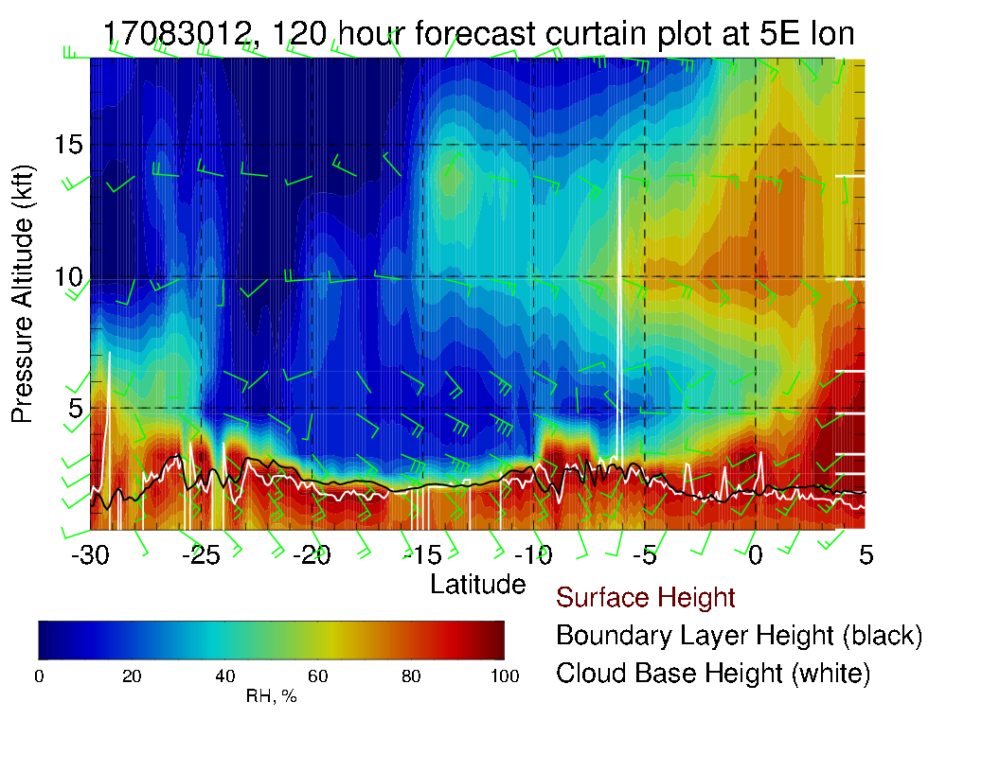 17083012, 120 hour forecast curtain plot at 5E lon
Pressure Altitude (kft)
15
10
5
-30 -25 -20 -15 -10 -5 0 5
Latitude
Surface Height
Boundary Layer Height (black)
Cloud Base Height (white)
0 20 40 60 80 100
RH, %